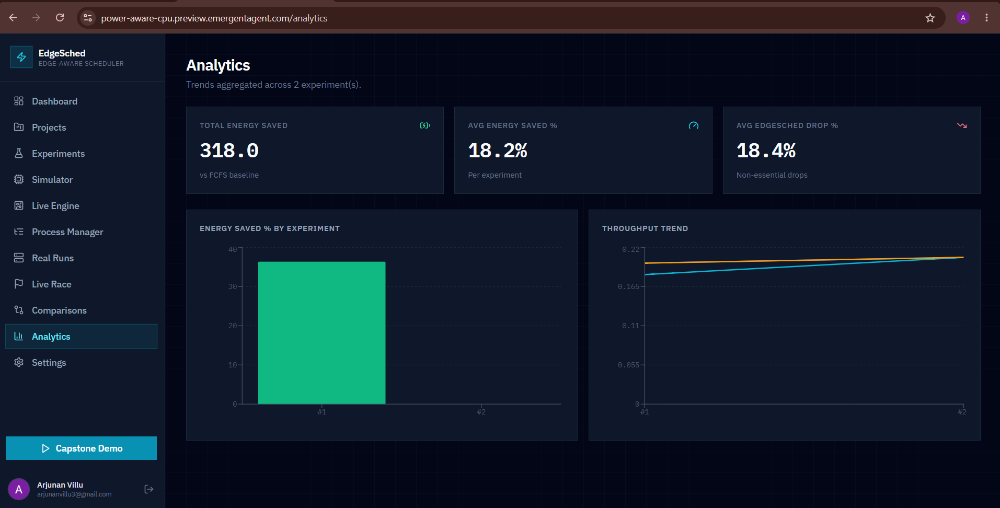 power-aware-cpu.preview.emergentagent.com/analytics
A
EdgeSched
EDGE-AWARE SCHEDULER
Dashboard
Projects
Experiments
Simulator
Live Engine
Process Manager
Real Runs
Live Race
Comparisons
Analytics
Settings
Capstone Demo
A
Arjunan Villu
arjunanvillu3@gmail.com
Analytics
Trends aggregated across 2 experiment(s).
TOTAL ENERGY SAVED
318.0
vs FCFS baseline
AVG ENERGY SAVED %
18.2%
Per experiment
AVG EDGESCHED DROP %
18.4%
Non-essential drops
ENERGY SAVED % BY EXPERIMENT
40
30
20
10
0
#1 #2
THROUGHPUT TREND
0.22
0.165
0.11
0.055
0
#1 #2